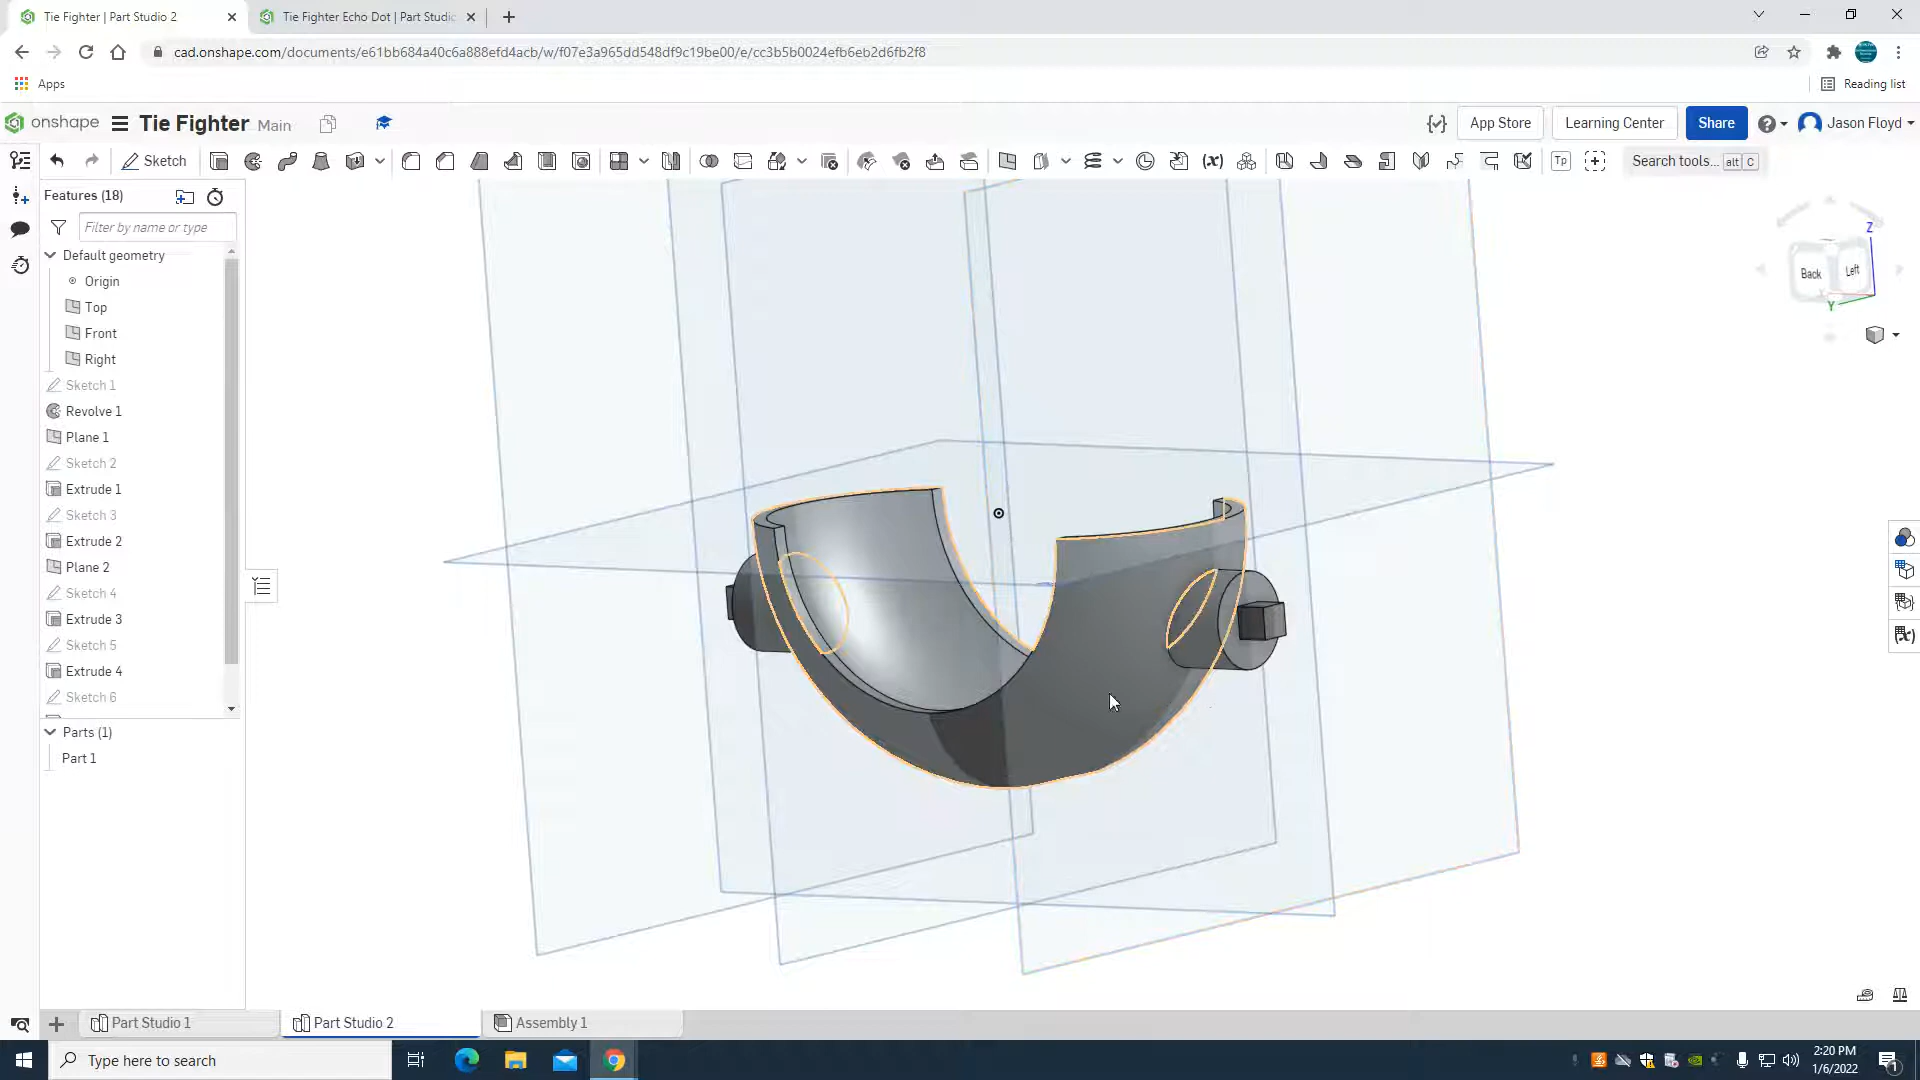 Tie Fighter | Part Studio 2
Tie Fighter Echo Dot | Part Studio
cad.onshape.com/documents/e61bb684a40c6a888efd4acb/w/f07e3a965dd548df9c19be00/e/cc3b5b0024efb6eb2d6fb2f8
Apps
Reading list
onshape
Tie Fighter Main
App Store
Learning Center
Share
Jason Floyd
Sketch
(x)
Tp
Search tools... alt C
Features (18)
Filter by name or type
Default geometry
Origin
Top
Front
Right
Sketch 1
Revolve 1
Plane 1
Sketch 2
Extrude 1
Sketch 3
Extrude 2
Plane 2
Sketch 4
Extrude 3
Sketch 5
Extrude 4
Sketch 6
Parts (1)
Part 1
Z
Back
Left
X
Y
(x)
Part Studio 1
Part Studio 2
Assembly 1
Type here to search
2:20 PM
1/6/2022
1